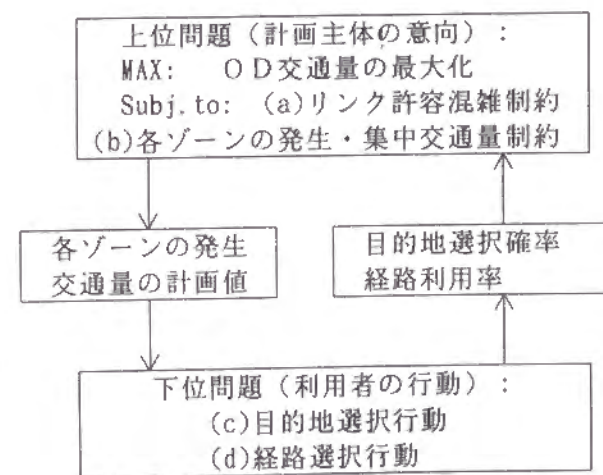 上位問題（計画主体の意向）：
MAX:　ＯＤ交通量の最大化
Subj.to: (a)リンク許容混雑制約
(b)各ゾーンの発生・集中交通量制約
各ゾーンの発生
交通量の計画値
目的地選択確率
経路利用率
下位問題（利用者の行動）：
(c)目的地選択行動
(d)経路選択行動